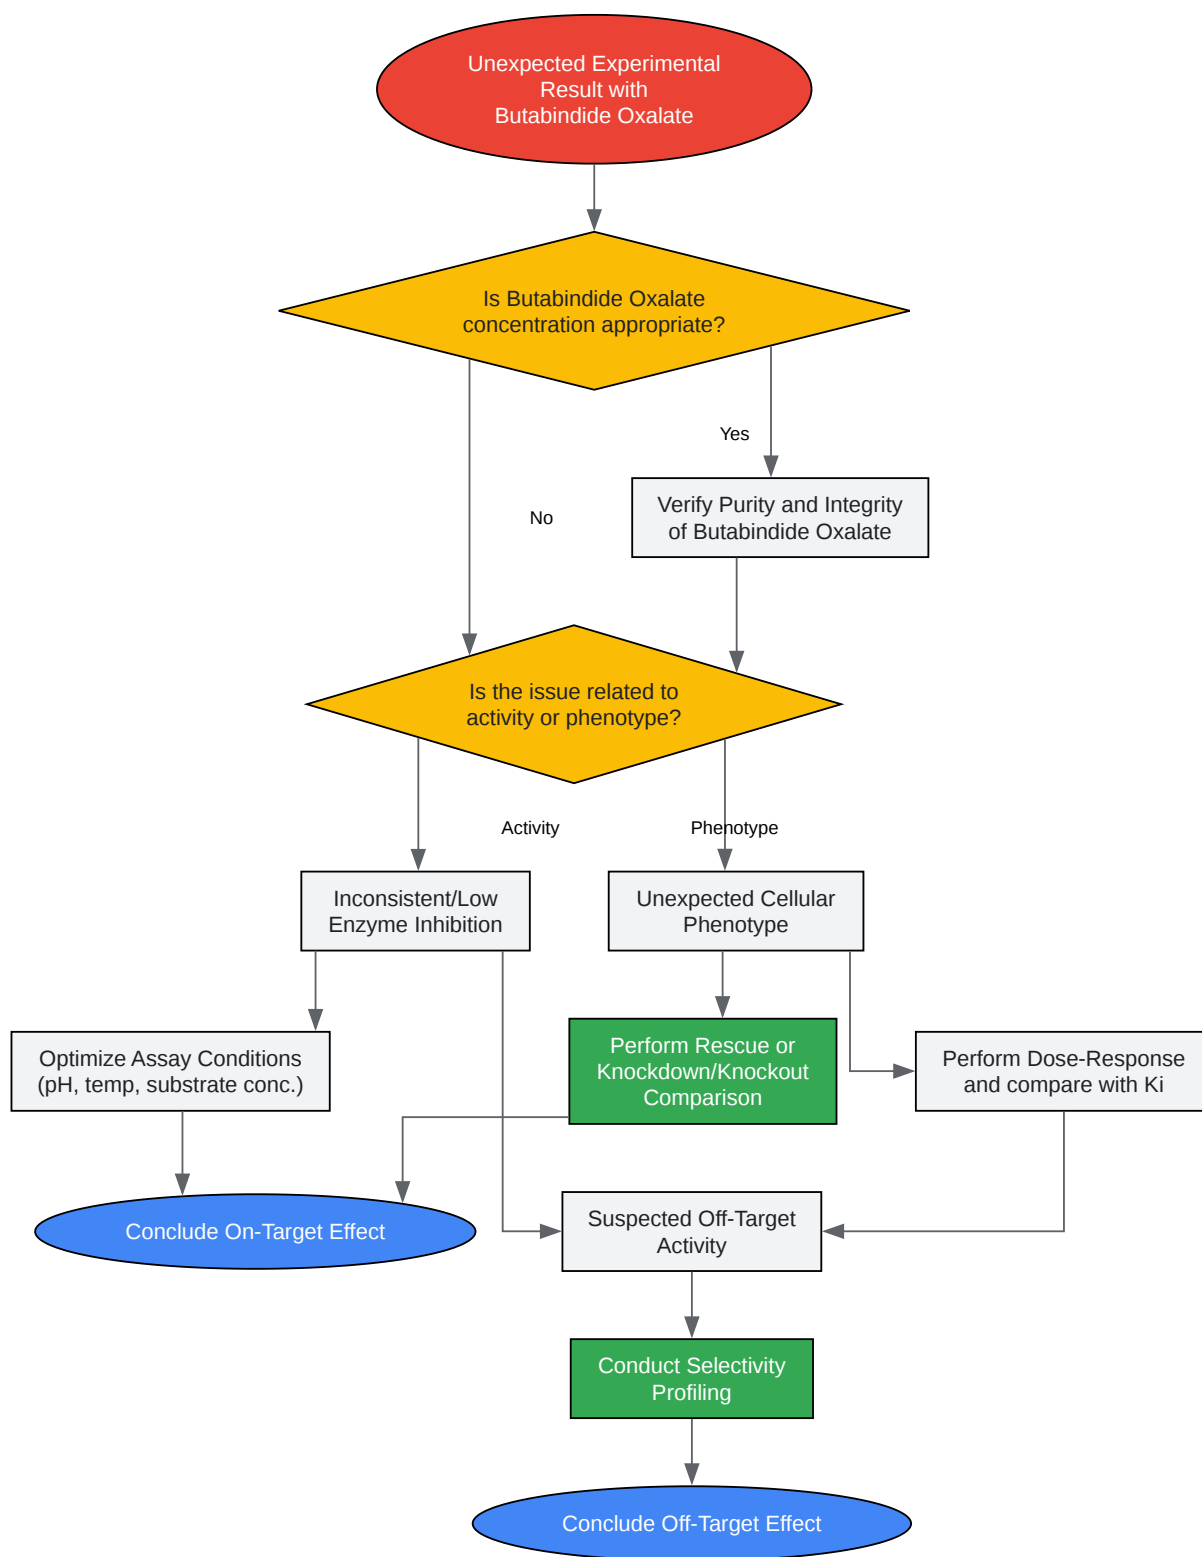 Unexpected Experimental
Result with
Butabindide Oxalate
Is Butabindide Oxalate
concentration appropriate?
Yes
Verify Purity and Integrity
of Butabindide Oxalate
No
Is the issue related to
activity or phenotype?
Activity
Phenotype
Inconsistent/Low
Enzyme Inhibition
Unexpected Cellular
Phenotype
Optimize Assay Conditions
(pH, temp, substrate conc.)
Perform Rescue or
Knockdown/Knockout
Comparison
Perform Dose-Response
and compare with Ki
Conclude On-Target Effect
Suspected Off-Target
Activity
Conduct Selectivity
Profiling
Conclude Off-Target Effect